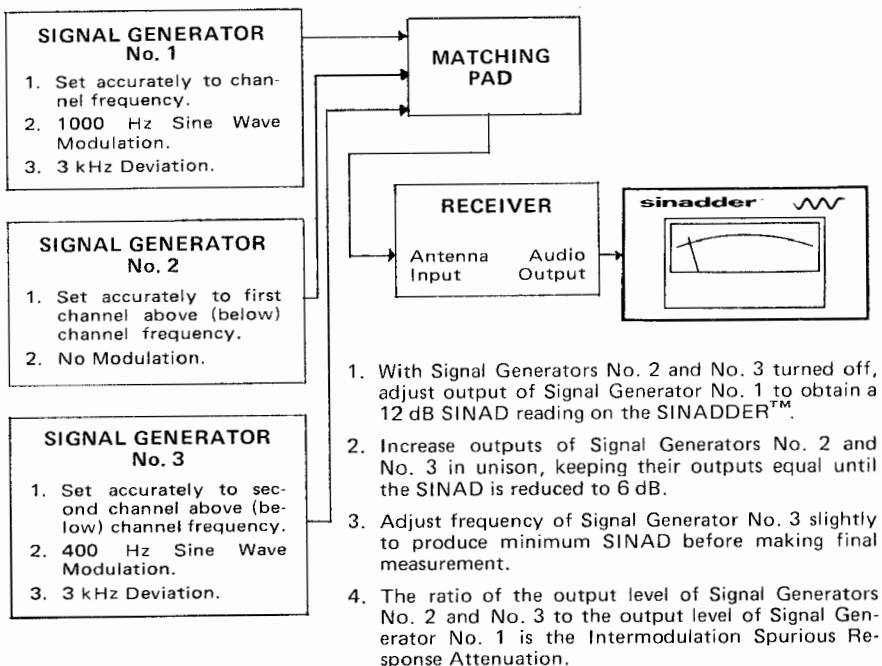 SIGNAL GENERATOR
No. 1
1. Set accurately to chan-
nel frequency.
2. 1000 Hz Sine Wave
Modulation.
3. 3 kHz Deviation.
MATCHING
PAD
SIGNAL GENERATOR
No. 2
1. Set accurately to first
channel above (below)
channel frequency.
2. No Modulation.
RECEIVER
Antenna Audio
Input Output
sinadder
SIGNAL GENERATOR
No. 3
1. Set accurately to sec-
ond channel above (be-
low) channel frequency.
2. 400 Hz Sine Wave
Modulation.
3. 3 kHz Deviation.
1. With Signal Generators No. 2 and No. 3 turned off,
adjust output of Signal Generator No. 1 to obtain a
12 dB SINAD reading on the SINADDER™.
2. Increase outputs of Signal Generators No. 2 and
No. 3 in unison, keeping their outputs equal until
the SINAD is reduced to 6 dB.
3. Adjust frequency of Signal Generator No. 3 slightly
to produce minimum SINAD before making final
measurement.
4. The ratio of the output level of Signal Generators
No. 2 and No. 3 to the output level of Signal Gen-
erator No. 1 is the Intermodulation Spurious Re-
sponse Attenuation.